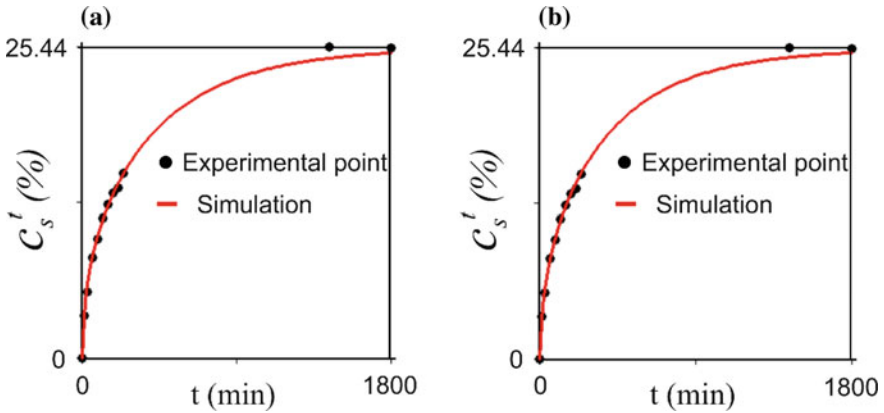 (a)
25.44
C_s^t (%)
Experimental point
Simulation
0
0
t (min)
1800
(b)
25.44
C_s^t (%)
Experimental point
Simulation
0
0
t (min)
1800